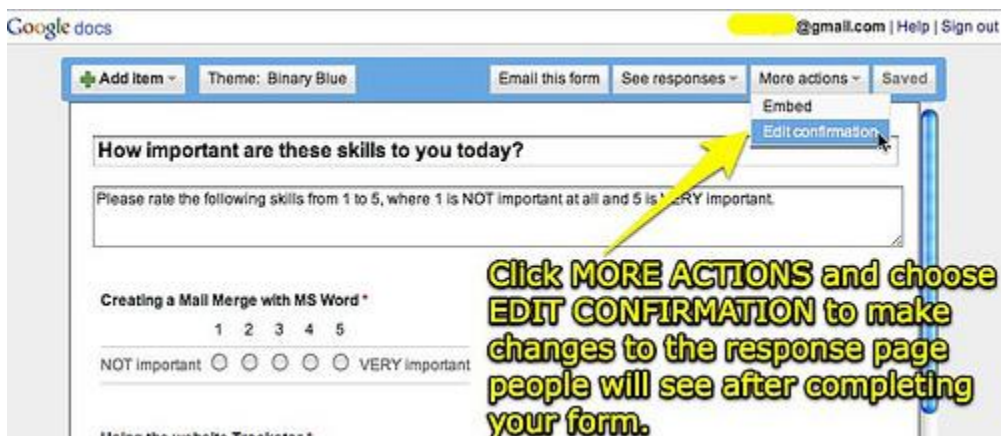 Google docs
@gmail.com | Help | Sign out
Add item
Theme: Binary Blue
Email this form
See responses
More actions
Saved
Embed
Edit confirmation
How important are these skills to you today?
Please rate the following skills from 1 to 5, where 1 is NOT important at all and 5 is VERY important.
Click MORE ACTIONS and choose
EDIT CONFIRMATION to make
changes to the response page
people will see after completing
your form.
Creating a Mail Merge with MS Word *
1 2 3 4 5
NOT important VERY important
Using the website